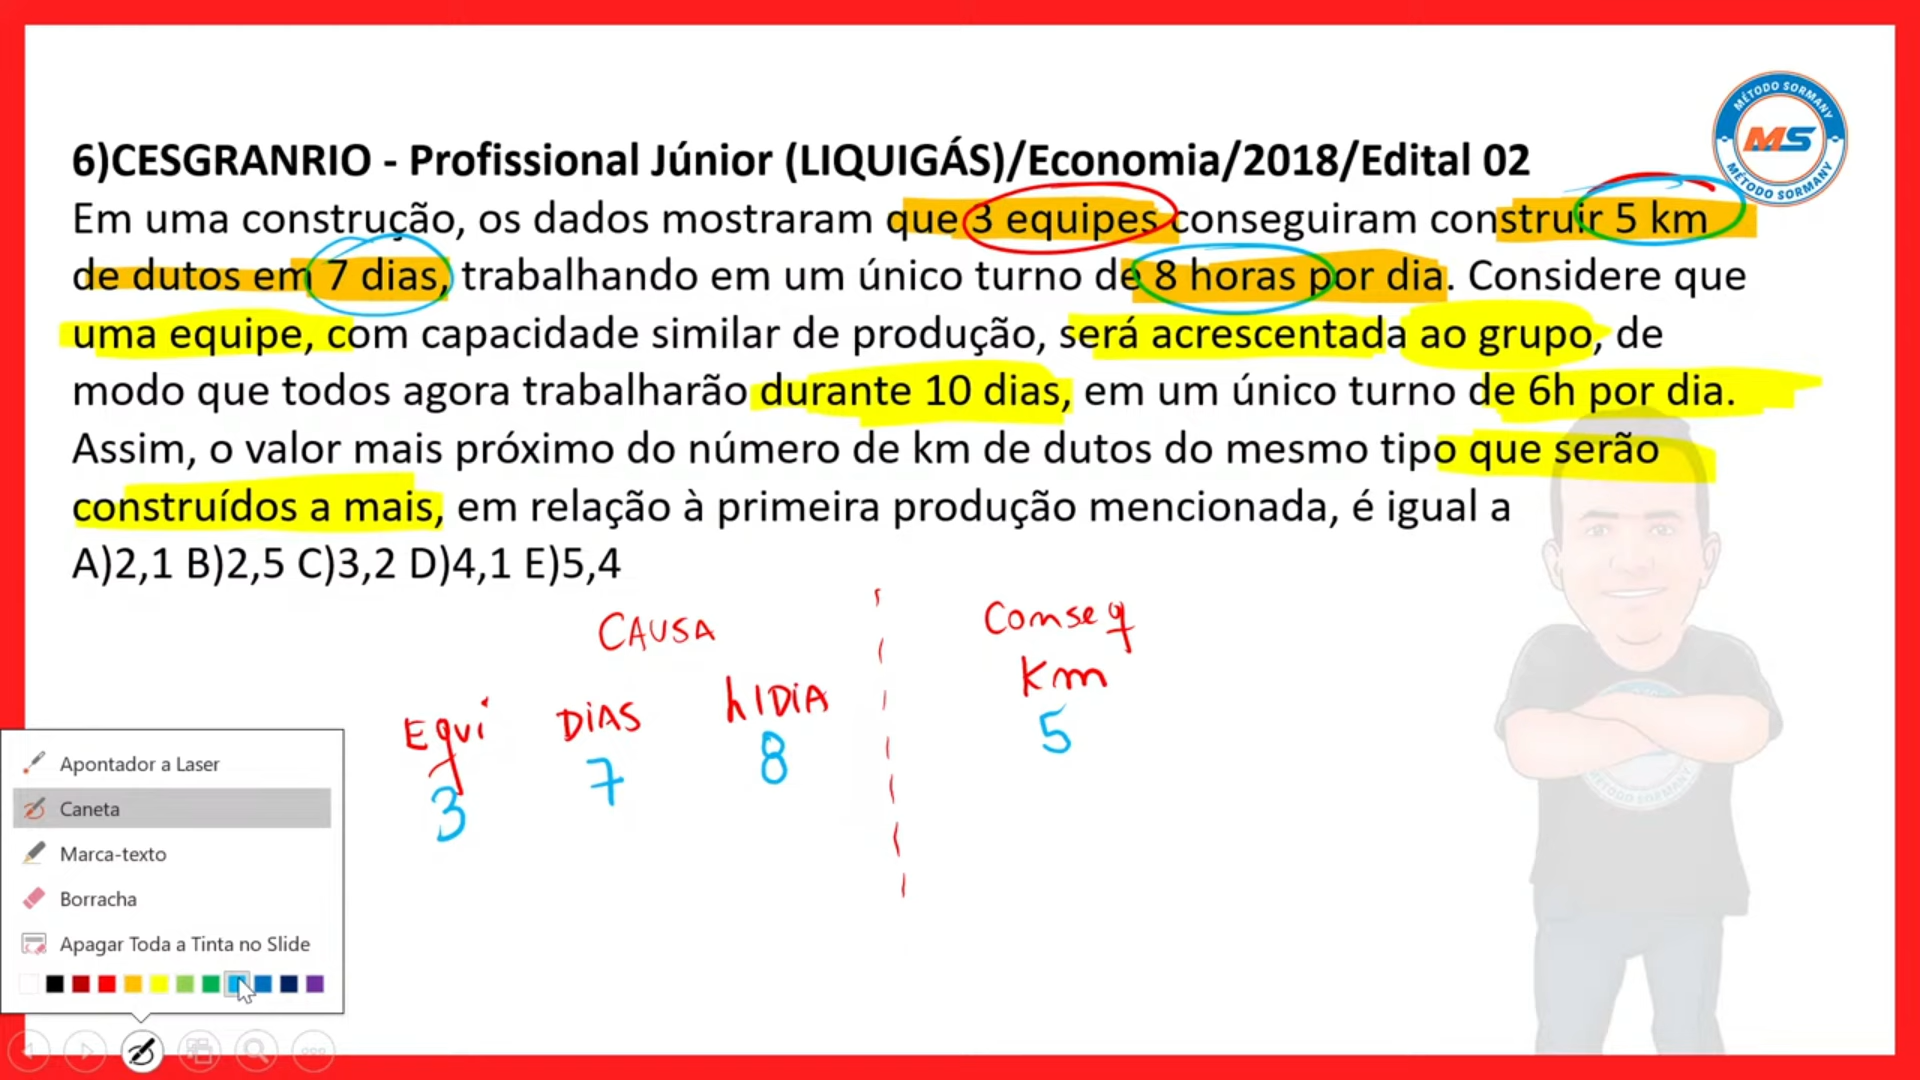 MÉTODO SORMANY
MS
MÉTODO SORMANY
6)CESGRANRIO - Profissional Júnior (LIQUIGÁS)/Economia/2018/Edital 02
Em uma construção, os dados mostraram que 3 equipes conseguiram construir 5 km
de dutos em 7 dias, trabalhando em um único turno de 8 horas por dia. Considere que
uma equipe, com capacidade similar de produção, será acrescentada ao grupo, de
modo que todos agora trabalharão durante 10 dias, em um único turno de 6h por dia.
Assim, o valor mais próximo do número de km de dutos do mesmo tipo que serão
construídos a mais, em relação à primeira produção mencionada, é igual a
A)2,1 B)2,5 C)3,2 D)4,1 E)5,4
CAUSA Conseq
Equi DiAS h/DiA Km
3 7 8 5
Apontador a Laser
Caneta
Marca-texto
Borracha
Apagar Toda a Tinta no Slide